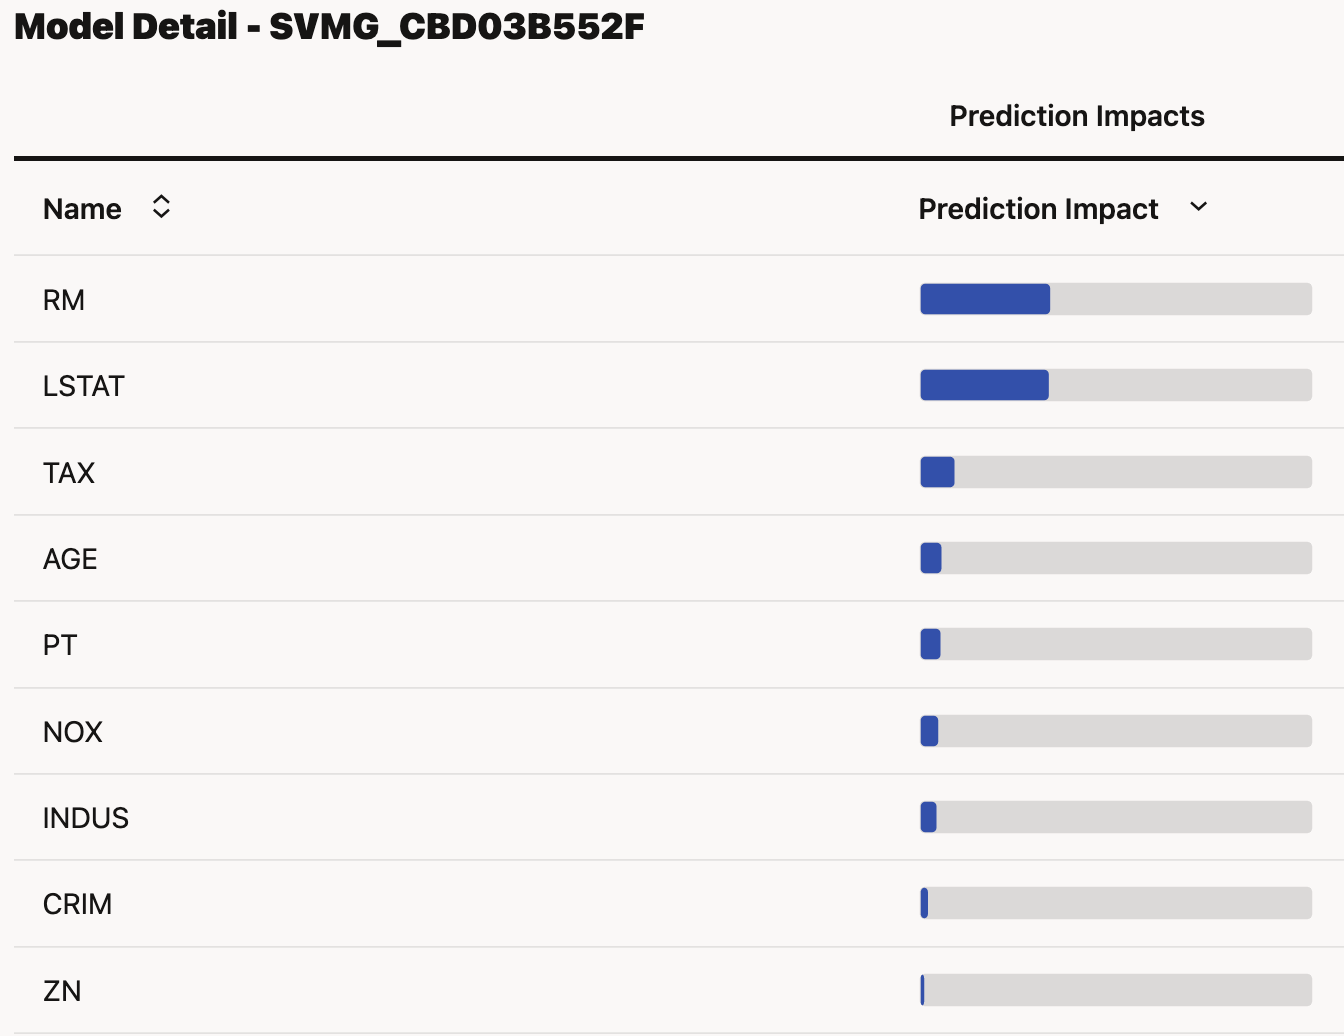 Model Detail - SVMG_CBD03B552F
Prediction Impacts
Name Prediction Impact
RM
LSTAT
TAX
AGE
PT
NOX
INDUS
CRIM
ZN